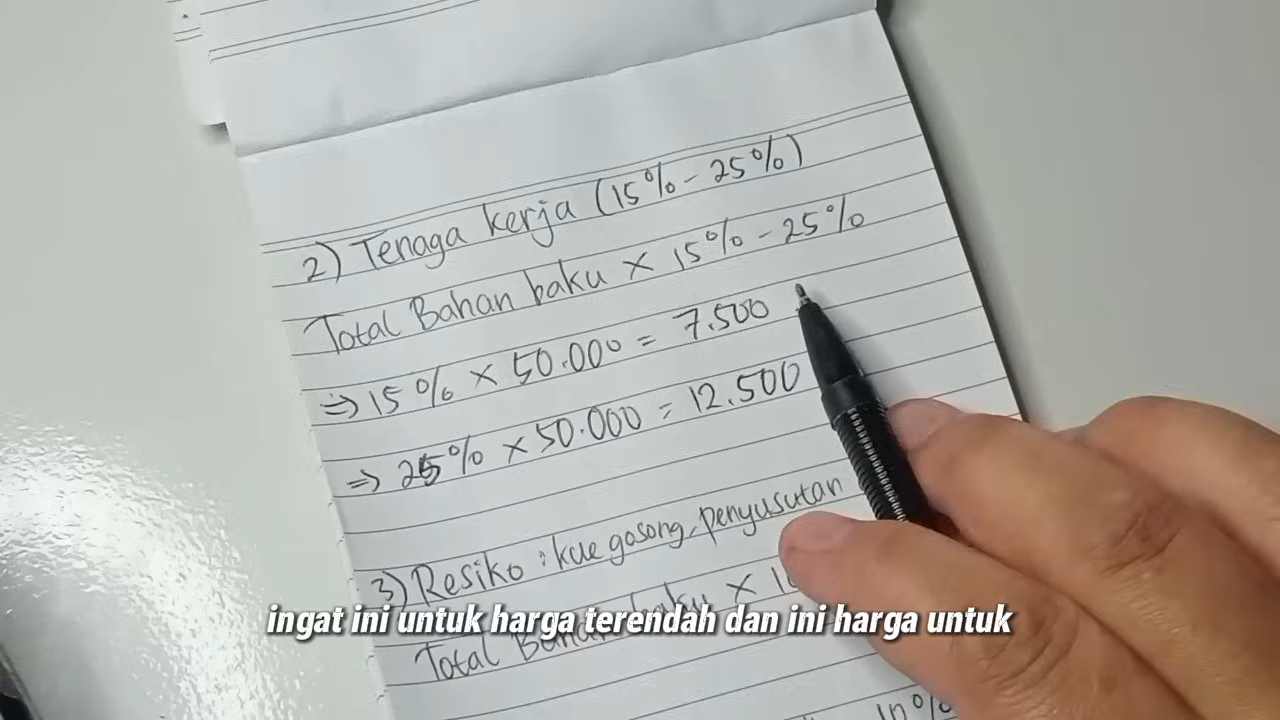 2) Tenaga kerja (15% - 25%)
Total Bahan baku × 15% - 25%
⇒ 15% × 50.000 = 7.500
⇒ 25% × 50.000 = 12.500
3) Resiko : kue gosong, penyusutan
Total Bahan baku ×
ingat ini untuk harga terendah dan ini harga untuk
10%